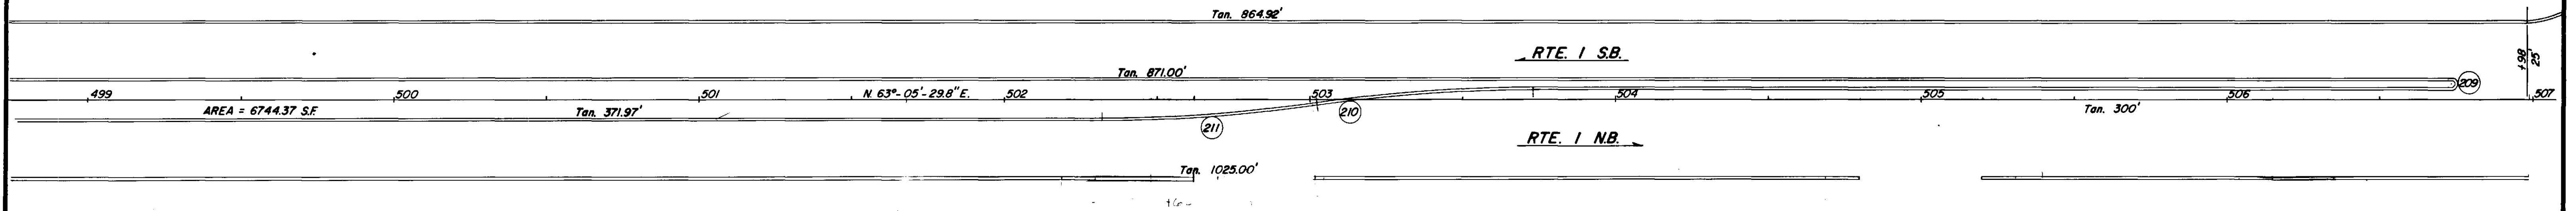 Tan. 864.92'
RTE. 1 S.B.
+98
25'
Tan. 871.00'
209
499 500 501 N. 63°-05'-29.8" E. 502 503 504 505 506 507
AREA = 6744.37 S.F. Tan. 371.97' 210 Tan. 300'
211
RTE. 1 N.B.
Tan. 1025.00'